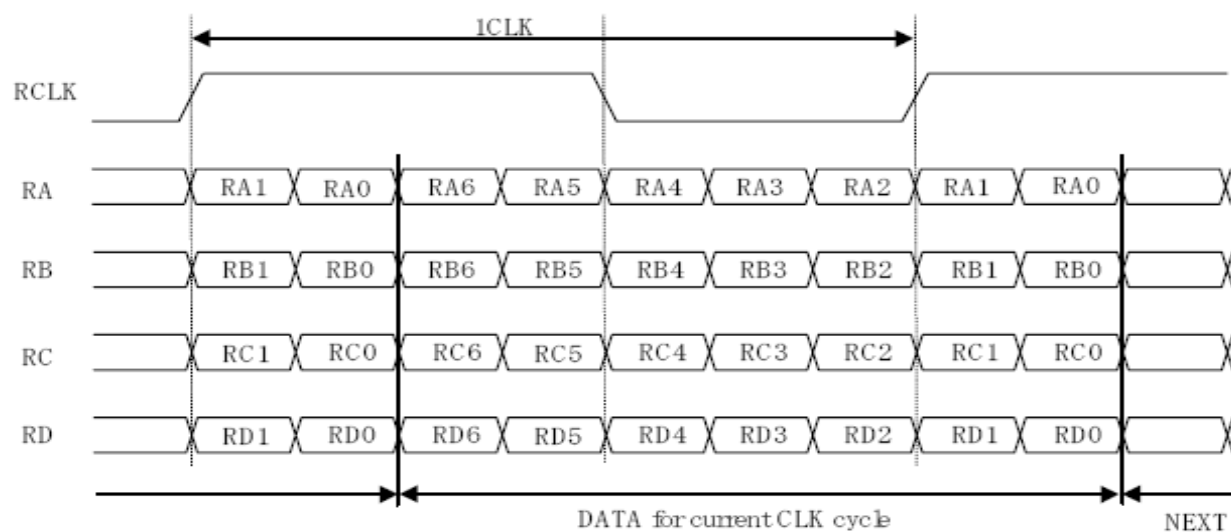 1CLK
RCLK
RA RA1 RA0 RA6 RA5 RA4 RA3 RA2 RA1 RA0
RB RB1 RB0 RB6 RB5 RB4 RB3 RB2 RB1 RB0
RC RC1 RC0 RC6 RC5 RC4 RC3 RC2 RC1 RC0
RD RD1 RD0 RD6 RD5 RD4 RD3 RD2 RD1 RD0
DATA for current CLK cycle NEXT